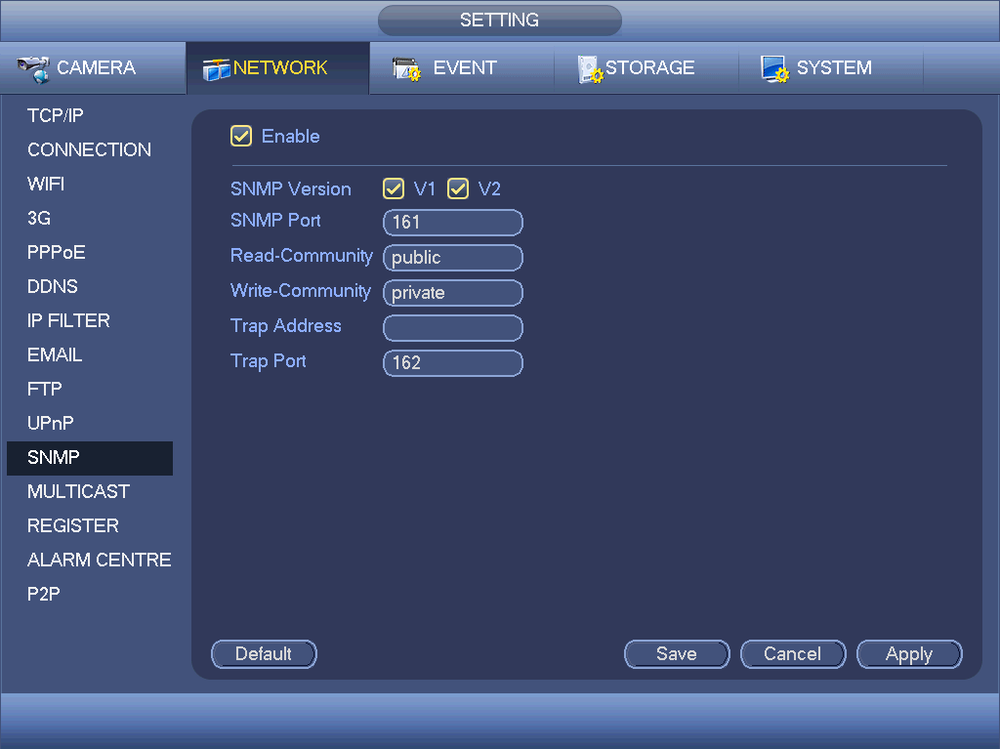 SETTING
CAMERA NETWORK EVENT STORAGE SYSTEM
TCP/IP
CONNECTION
WIFI
3G
PPPoE
DDNS
IP FILTER
EMAIL
FTP
UPnP
SNMP
MULTICAST
REGISTER
ALARM CENTRE
P2P
Enable
SNMP Version V1 V2
SNMP Port 161
Read-Community public
Write-Community private
Trap Address
Trap Port 162
Default Save Cancel Apply